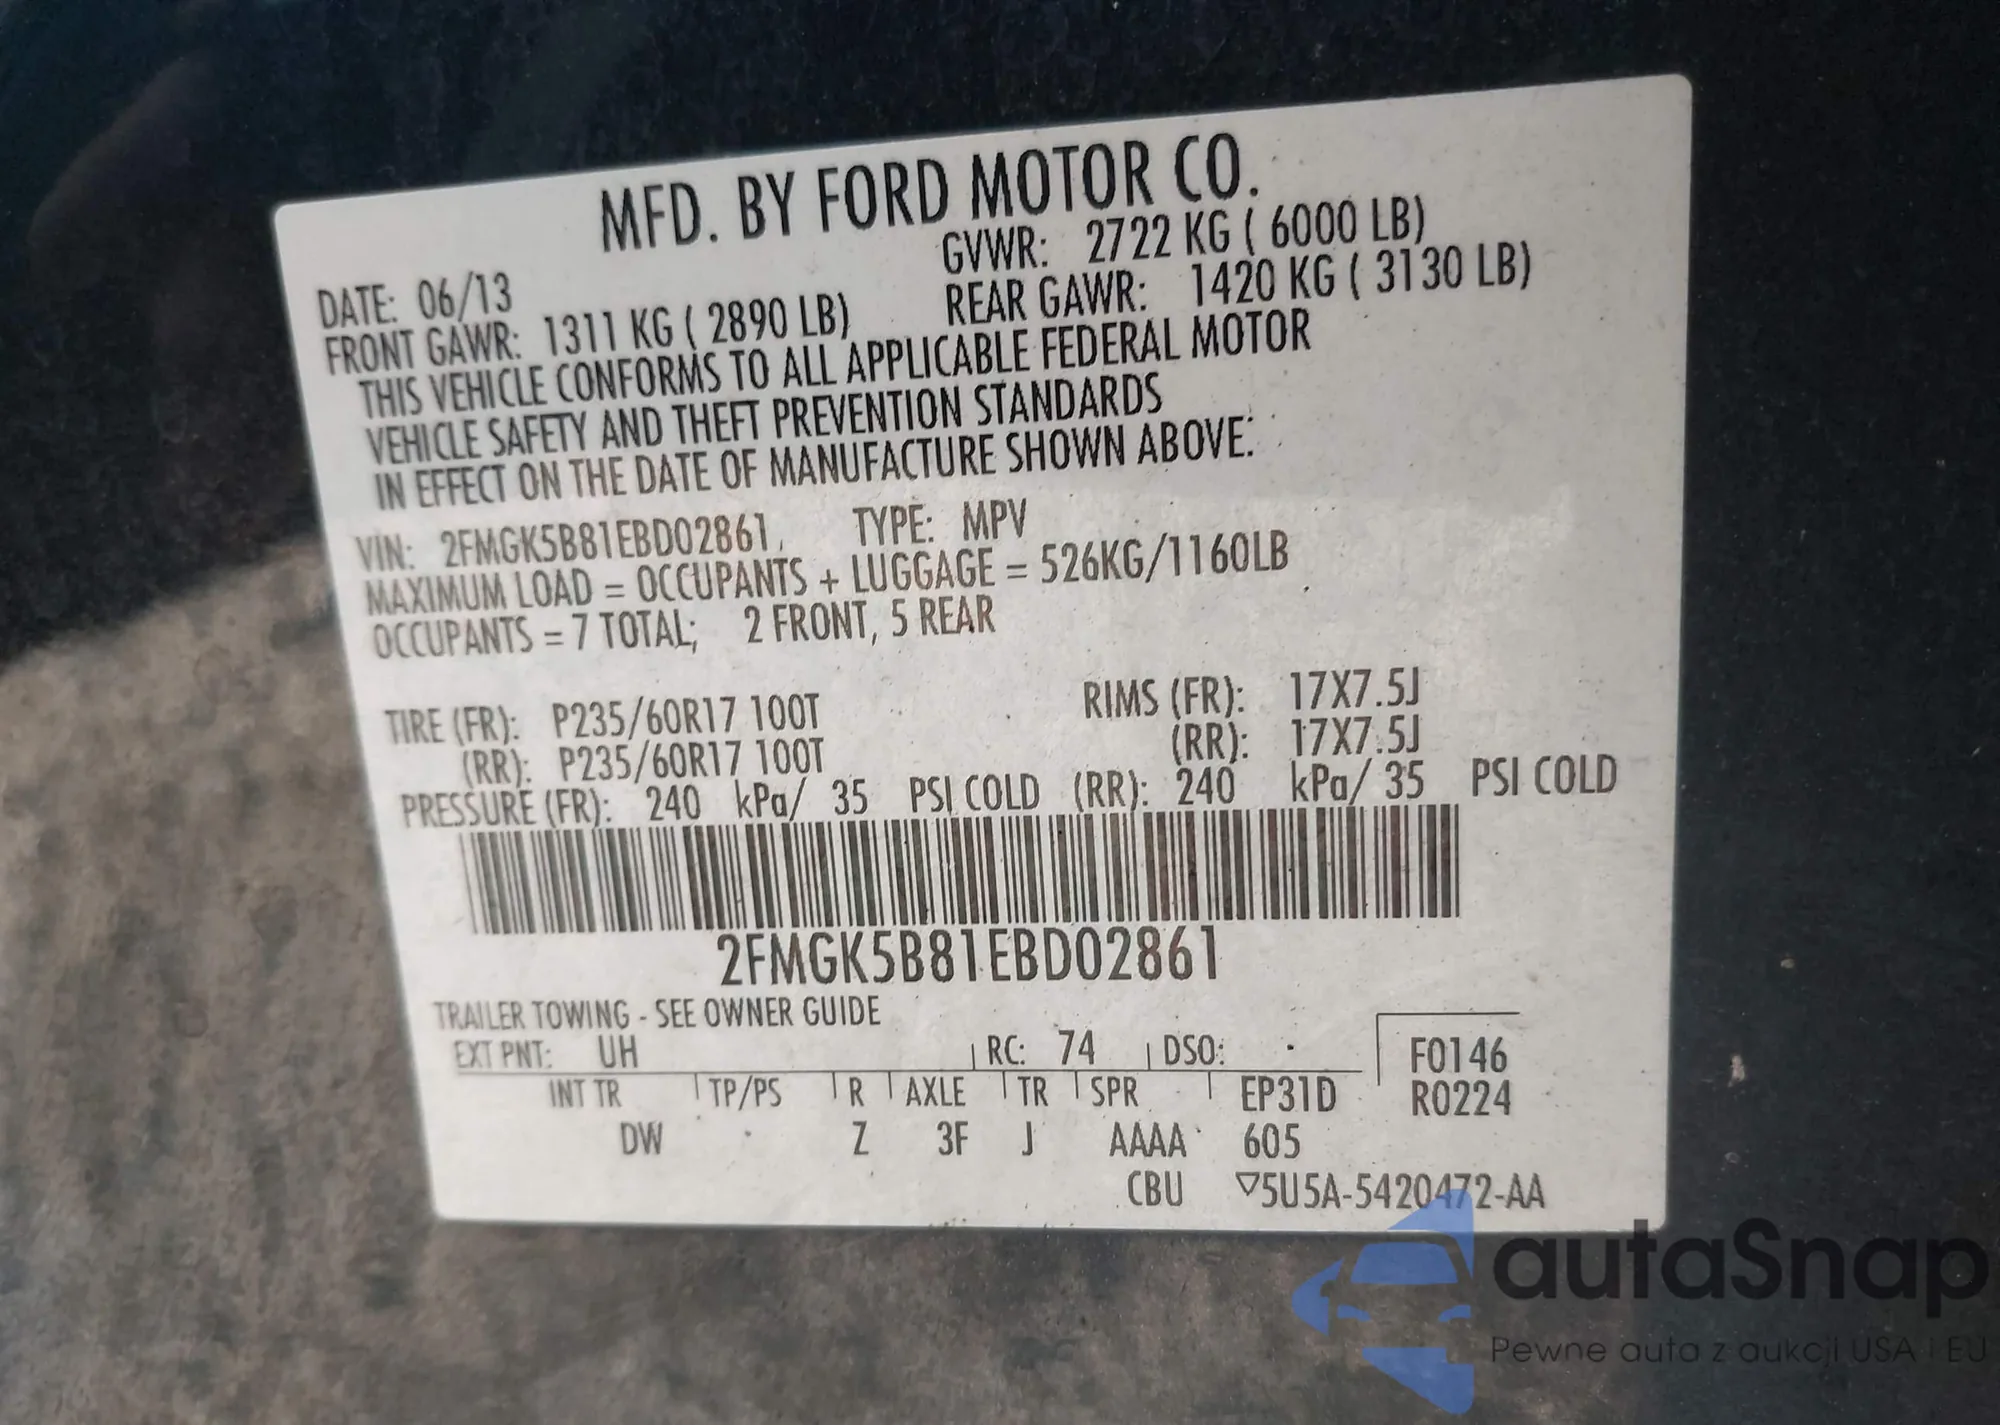 MFD. BY FORD MOTOR CO.
DATE: 06/13 GVWR: 2722 KG ( 6000 LB)
FRONT GAWR: 1311 KG ( 2890 LB) REAR GAWR: 1420 KG ( 3130 LB)
THIS VEHICLE CONFORMS TO ALL APPLICABLE FEDERAL MOTOR
VEHICLE SAFETY AND THEFT PREVENTION STANDARDS
IN EFFECT ON THE DATE OF MANUFACTURE SHOWN ABOVE.
VIN: 2FMGK5B81EBD02861 TYPE: MPV
MAXIMUM LOAD = OCCUPANTS + LUGGAGE = 526KG/1160LB
OCCUPANTS = 7 TOTAL; 2 FRONT, 5 REAR
TIRE (FR): P235/60R17 100T RIMS (FR): 17X7.5J
(RR): P235/60R17 100T (RR): 17X7.5J
PRESSURE (FR): 240 kPa/ 35 PSI COLD (RR): 240 kPa/ 35 PSI COLD
2FMGK5B81EBD02861
TRAILER TOWING - SEE OWNER GUIDE
EXT PNT: UH RC: 74 DSO: F0146
INT TR TP/PS R AXLE TR SPR EP31D R0224
DW Z 3F J AAAA 605
CBU ▽5U5A-5420472-AA
autaSnap
Pewne auta z aukcji USA i EU